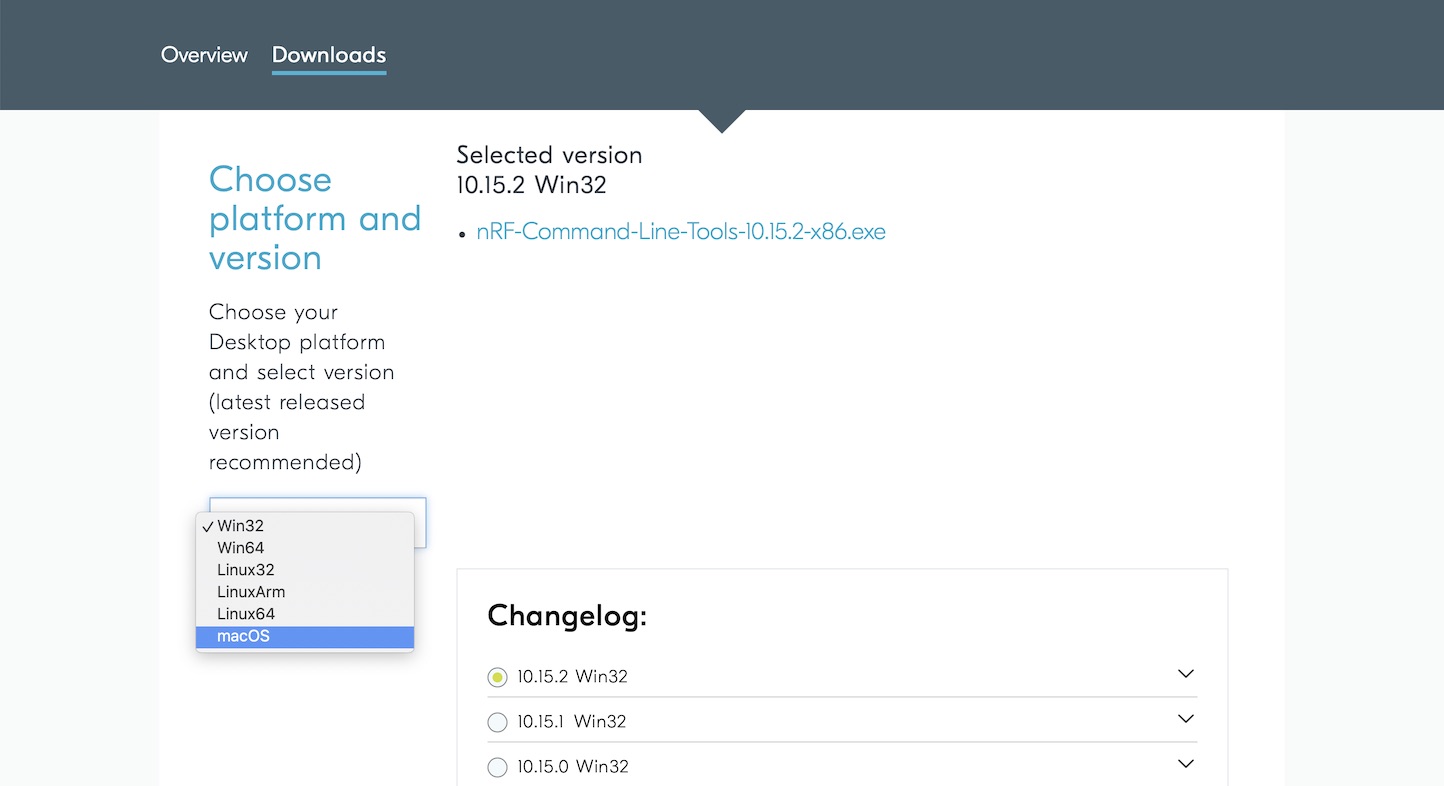 Overview Downloads
Choose
platform and
version
Choose your
Desktop platform
and select version
(latest released
version
recommended)
✓ Win32
Win64
Linux32
LinuxArm
Linux64
macOS
Selected version
10.15.2 Win32
• nRF-Command-Line-Tools-10.15.2-x86.exe
Changelog:
10.15.2 Win32
10.15.1 Win32
10.15.0 Win32